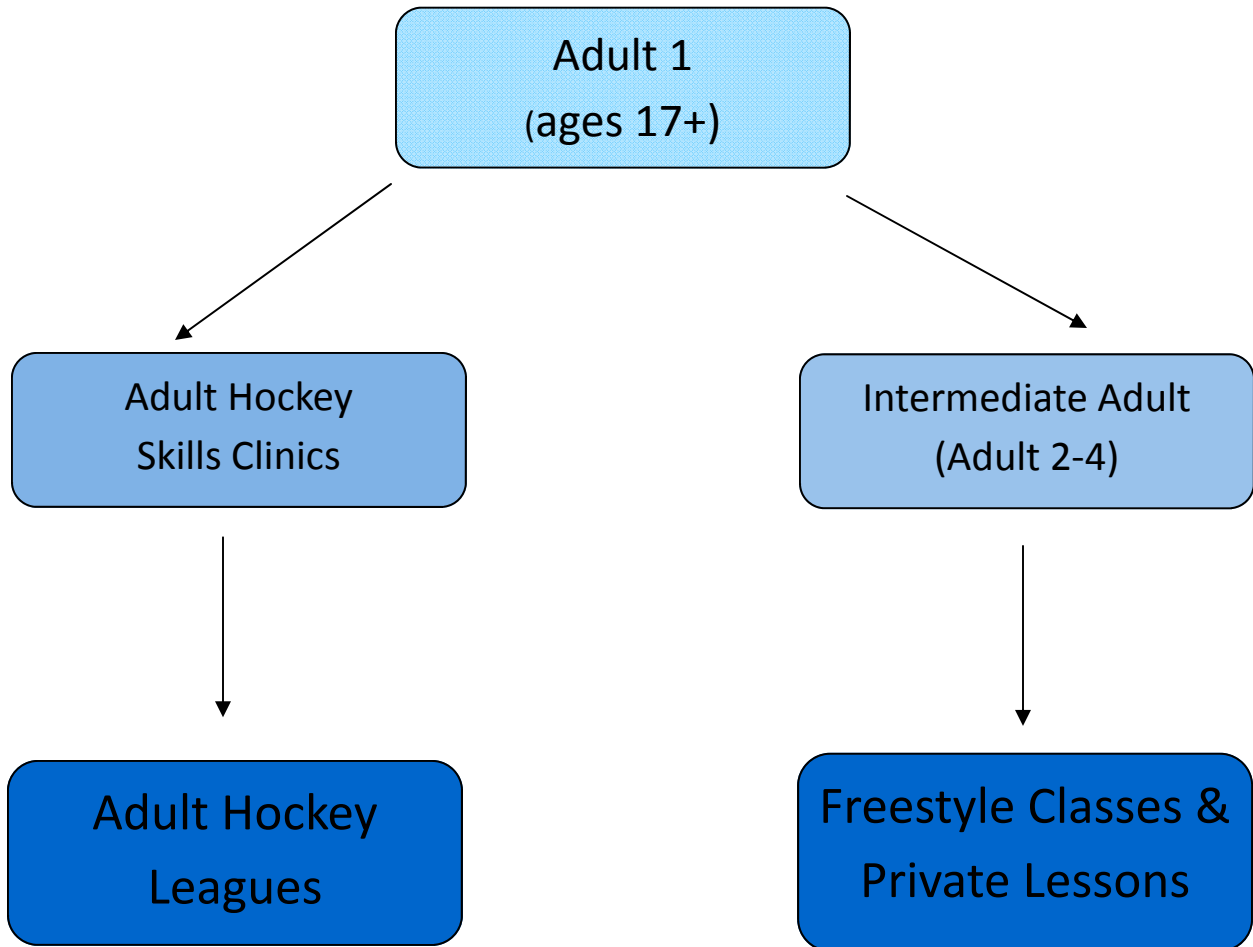 Adult 1
(ages 17+)
Adult Hockey
Skills Clinics
Intermediate Adult
(Adult 2-4)
Adult Hockey
Leagues
Freestyle Classes &
Private Lessons